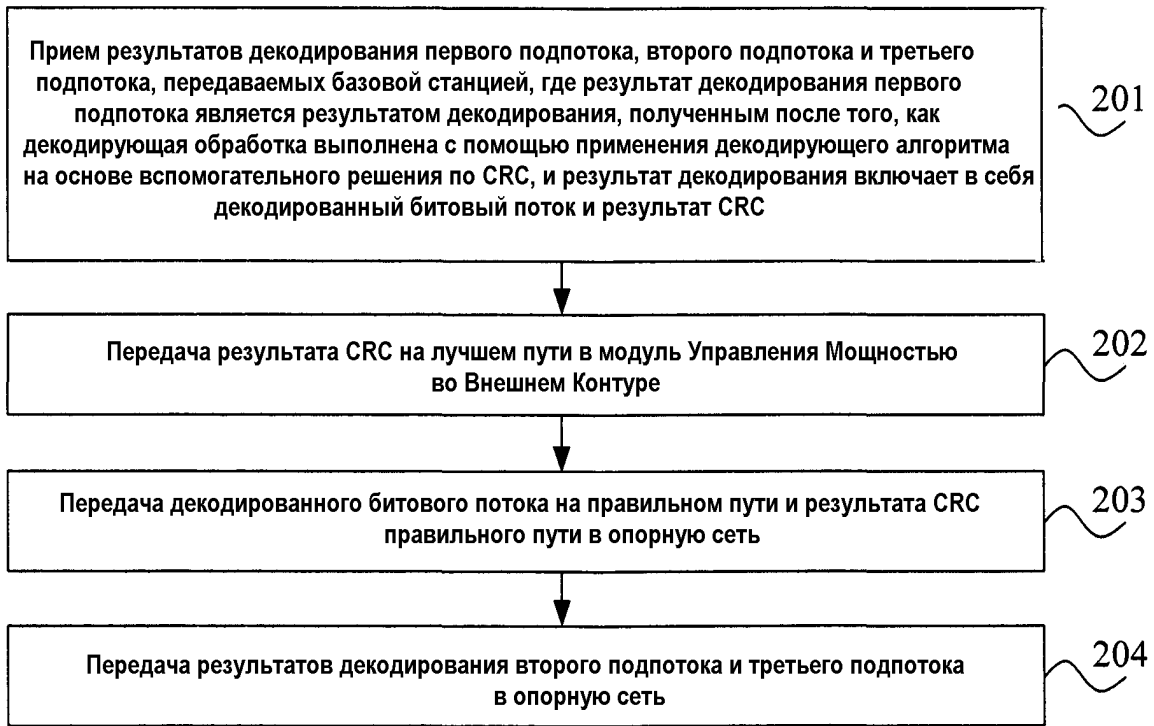 Прием результатов декодирования первого подпотока, второго подпотока и третьего
подпотока, передаваемых базовой станцией, где результат декодирования первого
подпотока является результатом декодирования, полученным после того, как
декодирующая обработка выполнена с помощью применения декодирующего алгоритма
на основе вспомогательного решения по CRC, и результат декодирования включает в себя
декодированный битовый поток и результат CRC
201
Передача результата CRC на лучшем пути в модуль Управления Мощностью
во Внешнем Контуре
202
Передача декодированного битового потока на правильном пути и результата CRC
правильного пути в опорную сеть
203
Передача результатов декодирования второго подпотока и третьего подпотока
в опорную сеть
204